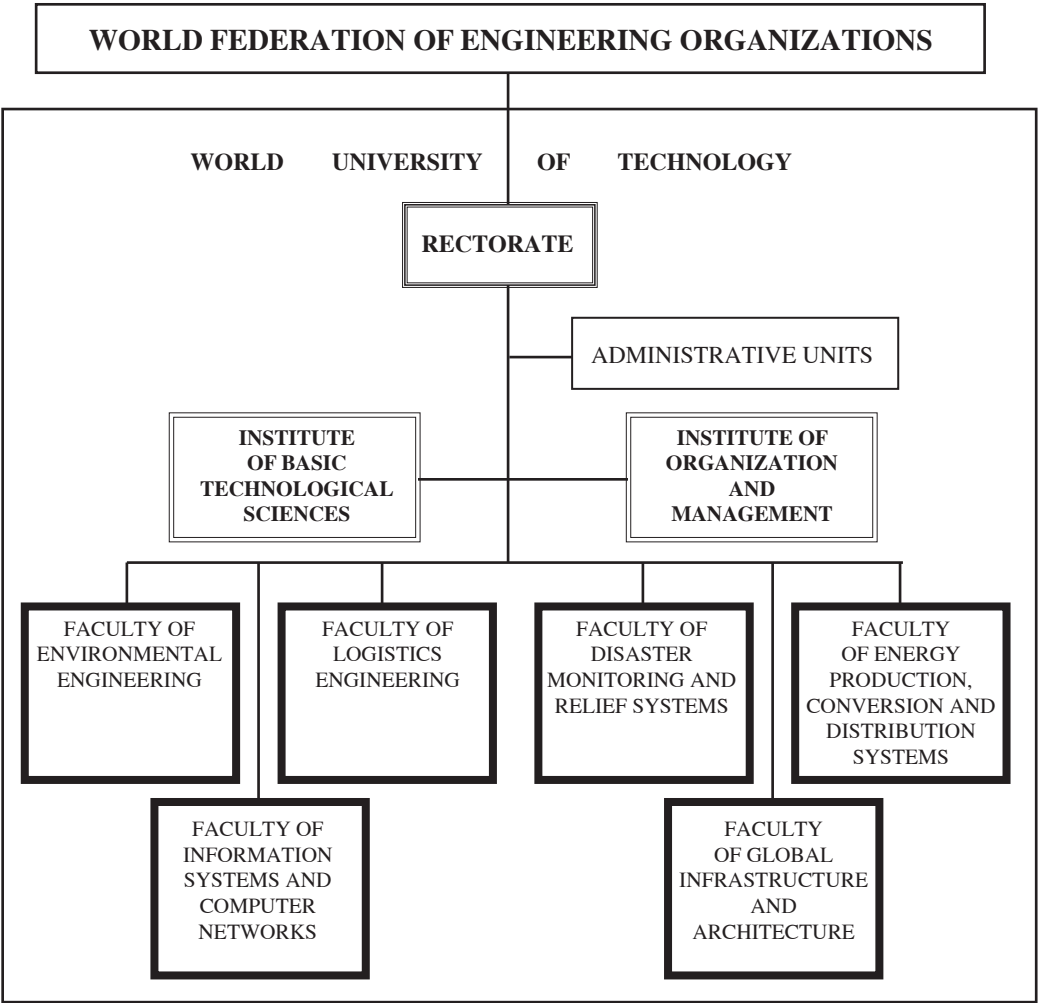 WORLD FEDERATION OF ENGINEERING ORGANIZATIONS
WORLD UNIVERSITY OF TECHNOLOGY
RECTORATE
ADMINISTRATIVE UNITS
INSTITUTE
OF BASIC
TECHNOLOGICAL
SCIENCES
INSTITUTE OF
ORGANIZATION
AND
MANAGEMENT
FACULTY OF
ENVIRONMENTAL
ENGINEERING
FACULTY OF
LOGISTICS
ENGINEERING
FACULTY OF
DISASTER
MONITORING AND
RELIEF SYSTEMS
FACULTY
OF ENERGY
PRODUCTION,
CONVERSION AND
DISTRIBUTION
SYSTEMS
FACULTY OF
INFORMATION
SYSTEMS AND
COMPUTER
NETWORKS
FACULTY
OF GLOBAL
INFRASTRUCTURE
AND
ARCHITECTURE